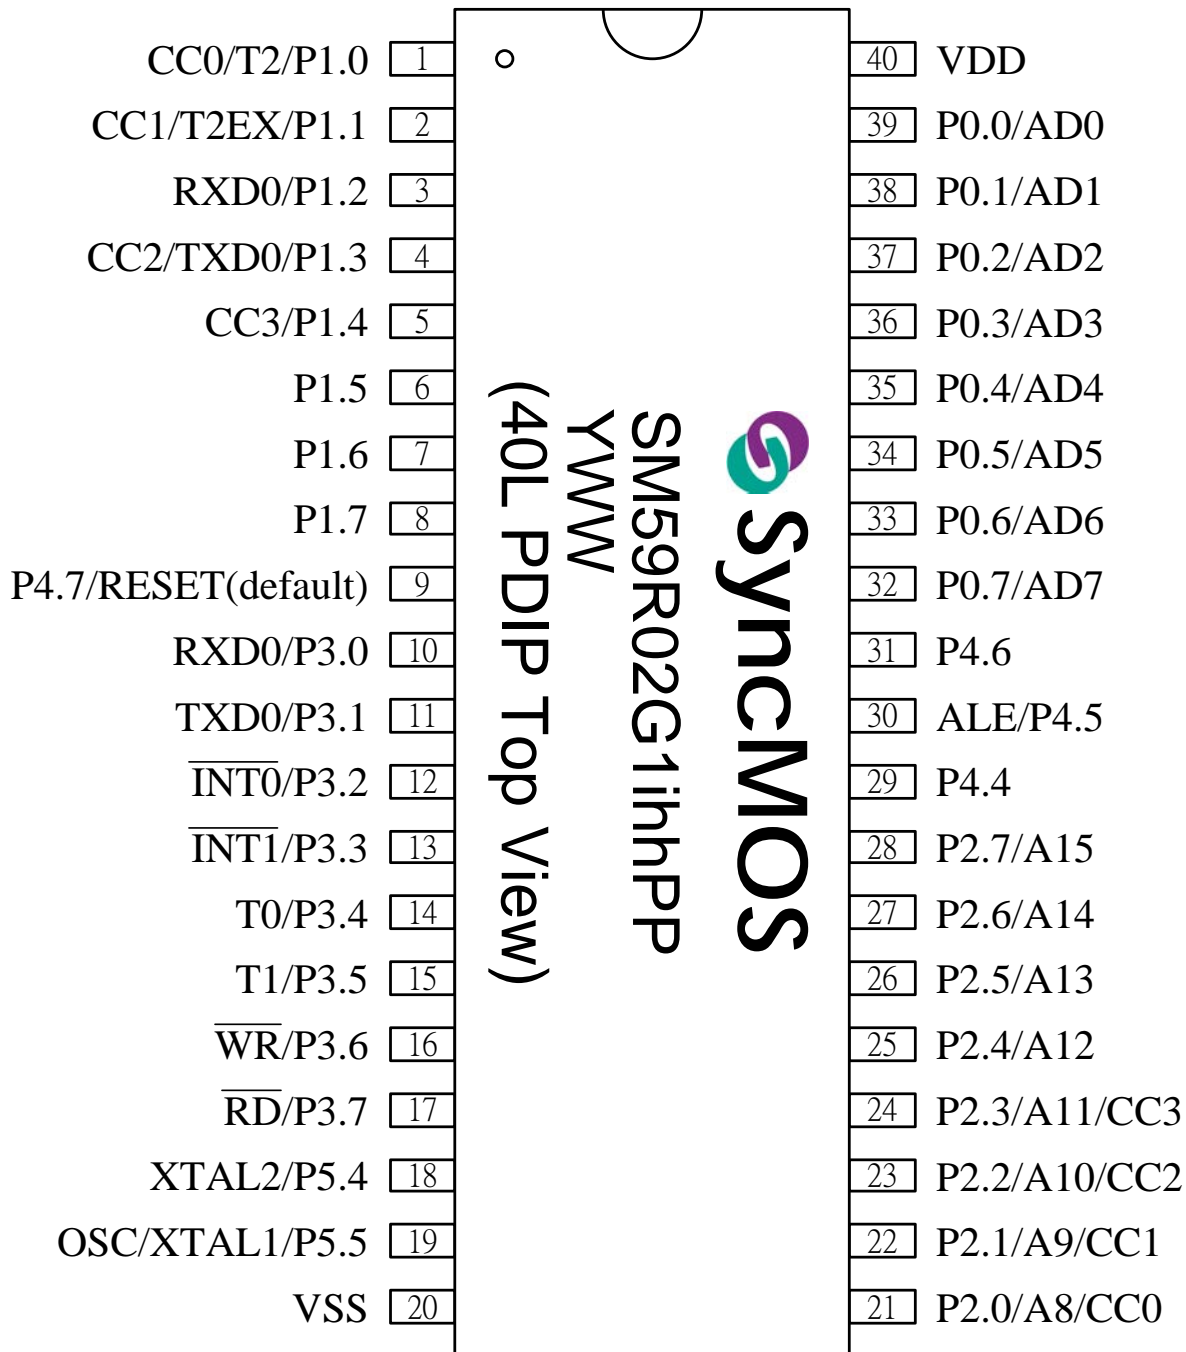 CC0/T2/P1.0 1
CC1/T2EX/P1.1 2
RXD0/P1.2 3
CC2/TXD0/P1.3 4
CC3/P1.4 5
P1.5 6
P1.6 7
P1.7 8
P4.7/RESET(default) 9
RXD0/P3.0 10
TXD0/P3.1 11
INT0/P3.2 12
INT1/P3.3 13
T0/P3.4 14
T1/P3.5 15
WR/P3.6 16
RD/P3.7 17
XTAL2/P5.4 18
OSC/XTAL1/P5.5 19
VSS 20
SyncMOS
SM59R02G1ihhPP
YWW
(40L PDIP Top View)
40 VDD
39 P0.0/AD0
38 P0.1/AD1
37 P0.2/AD2
36 P0.3/AD3
35 P0.4/AD4
34 P0.5/AD5
33 P0.6/AD6
32 P0.7/AD7
31 P4.6
30 ALE/P4.5
29 P4.4
28 P2.7/A15
27 P2.6/A14
26 P2.5/A13
25 P2.4/A12
24 P2.3/A11/CC3
23 P2.2/A10/CC2
22 P2.1/A9/CC1
21 P2.0/A8/CC0